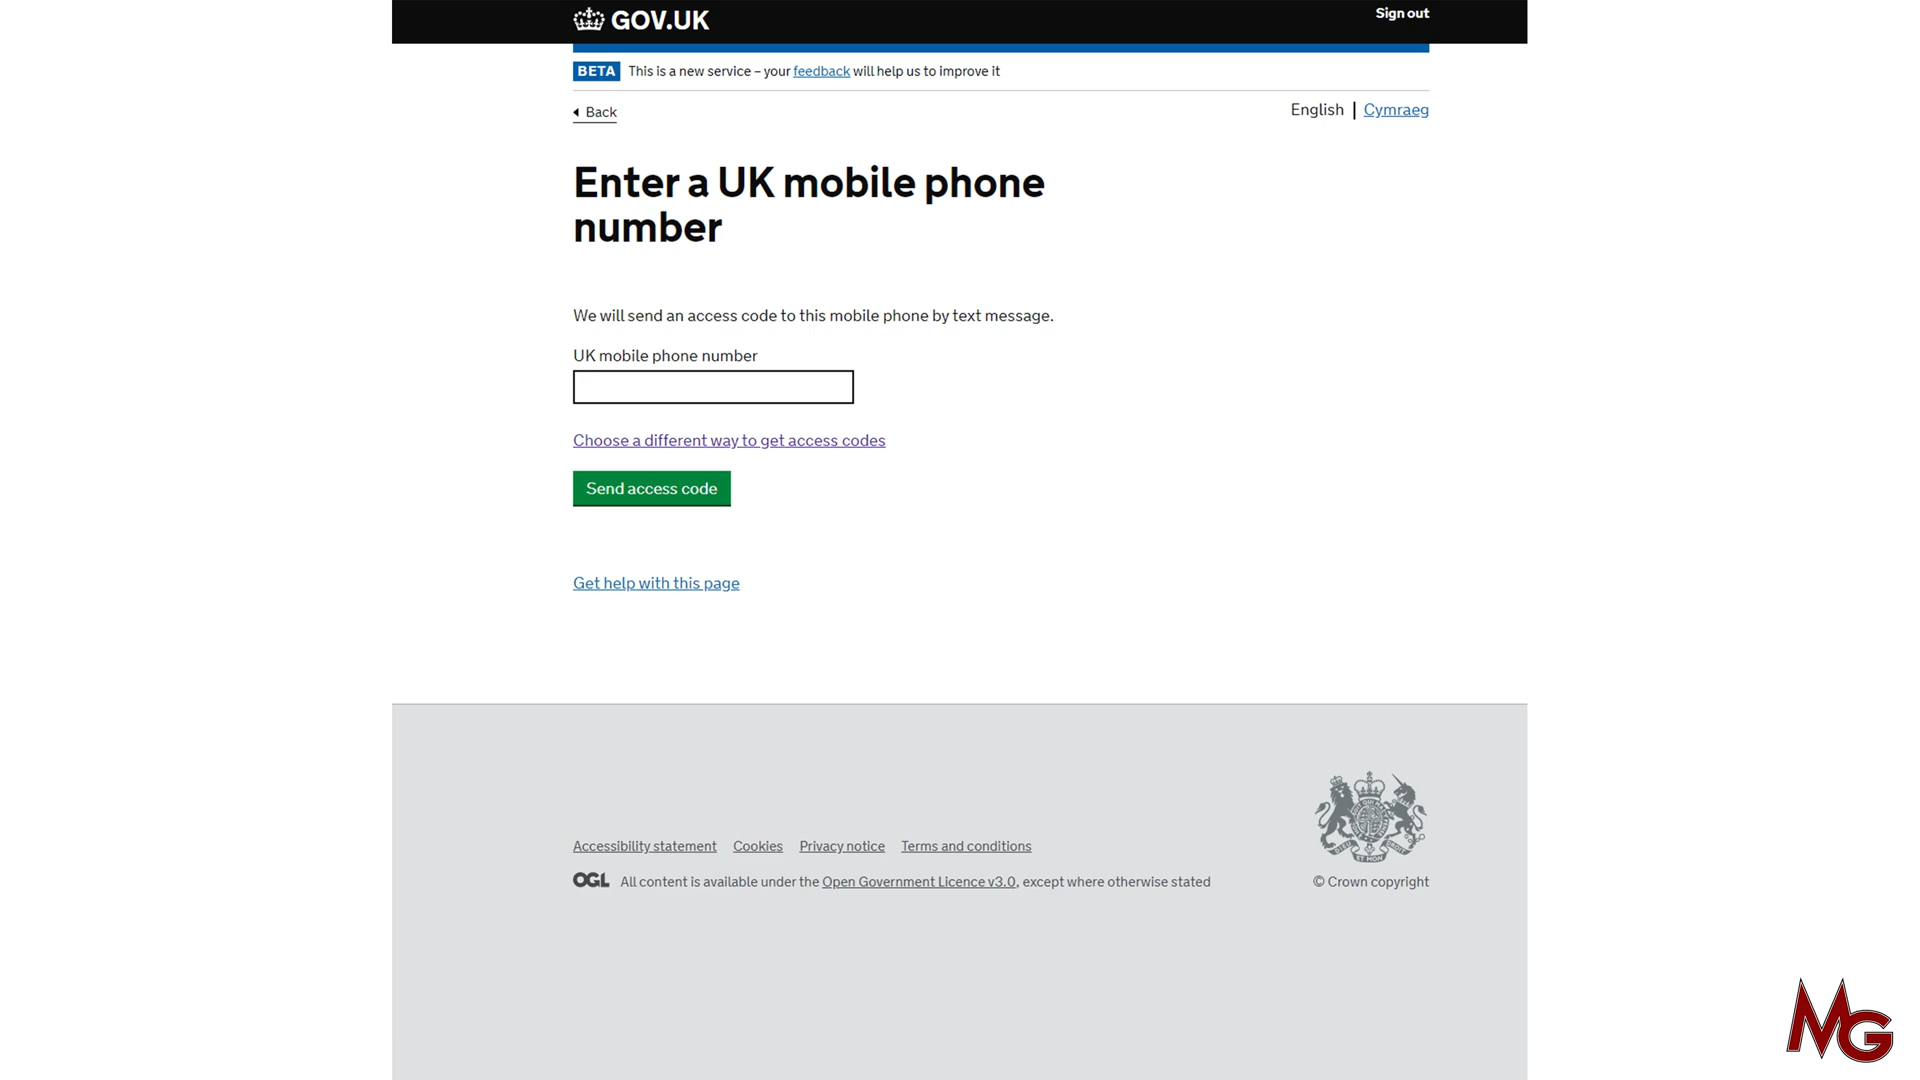 GOV.UK
Sign out
BETA This is a new service – your feedback will help us to improve it
Back
English | Cymraeg
Enter a UK mobile phone
number
We will send an access code to this mobile phone by text message.
UK mobile phone number
Choose a different way to get access codes
Send access code
Get help with this page
Accessibility statement Cookies Privacy notice Terms and conditions
OGL All content is available under the Open Government Licence v3.0, except where otherwise stated
© Crown copyright
MG